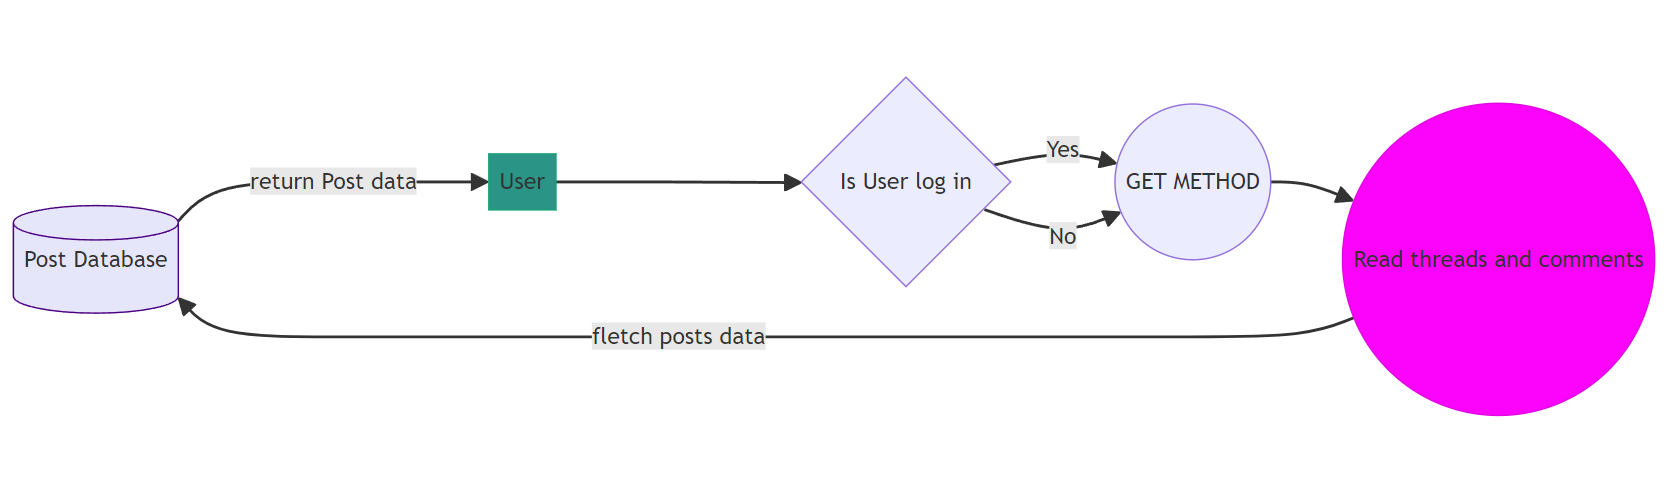 return Post data
User
Is User log in
Yes
No
GET METHOD
Post Database
Read threads and comments
fletch posts data